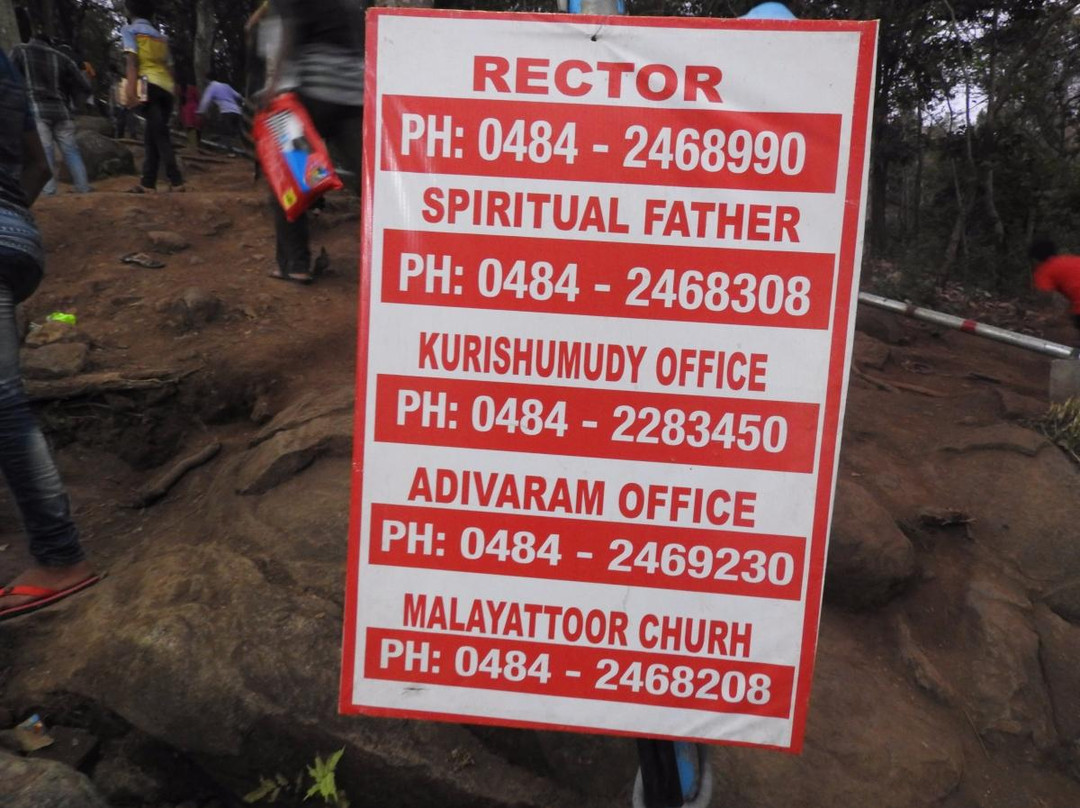 RECTOR
PH: 0484 - 2468990
SPIRITUAL FATHER
PH: 0484 - 2468308
KURISHUMUDY OFFICE
PH: 0484 - 2283450
ADIVARAM OFFICE
PH: 0484 - 2469230
MALAYATTOOR CHURH
PH: 0484 - 2468208